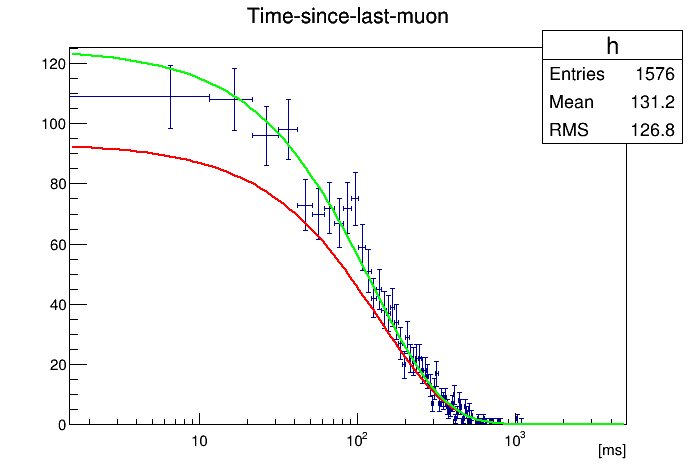 Time-since-last-muon
h
Entries 1576
Mean 131.2
RMS 126.8
120
100
80
60
40
20
0
10 10² 10³
[ms]